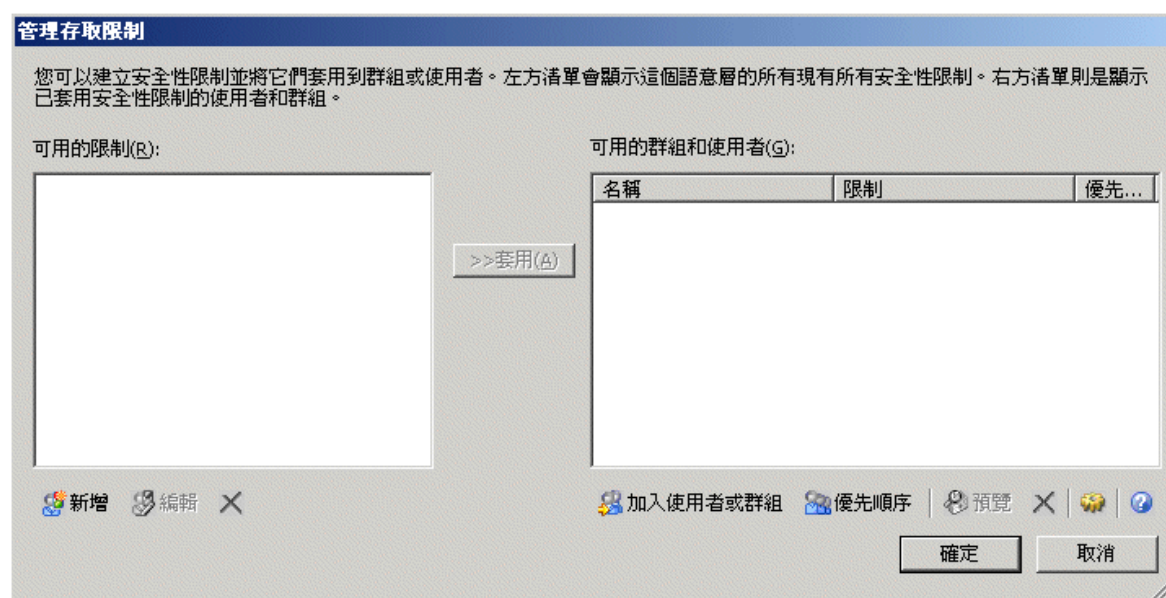 管理存取限制
您可以建立安全性限制並將它們套用到群組或使用者。左方清單會顯示這個語意層的所有現有所有安全性限制。右方清單則是顯示
已套用安全性限制的使用者和群組。
可用的限制(R):
可用的群組和使用者(G):
名稱 限制 優先...
>>套用(A)
新增 編輯
加入使用者或群組 優先順序 預覽
確定 取消